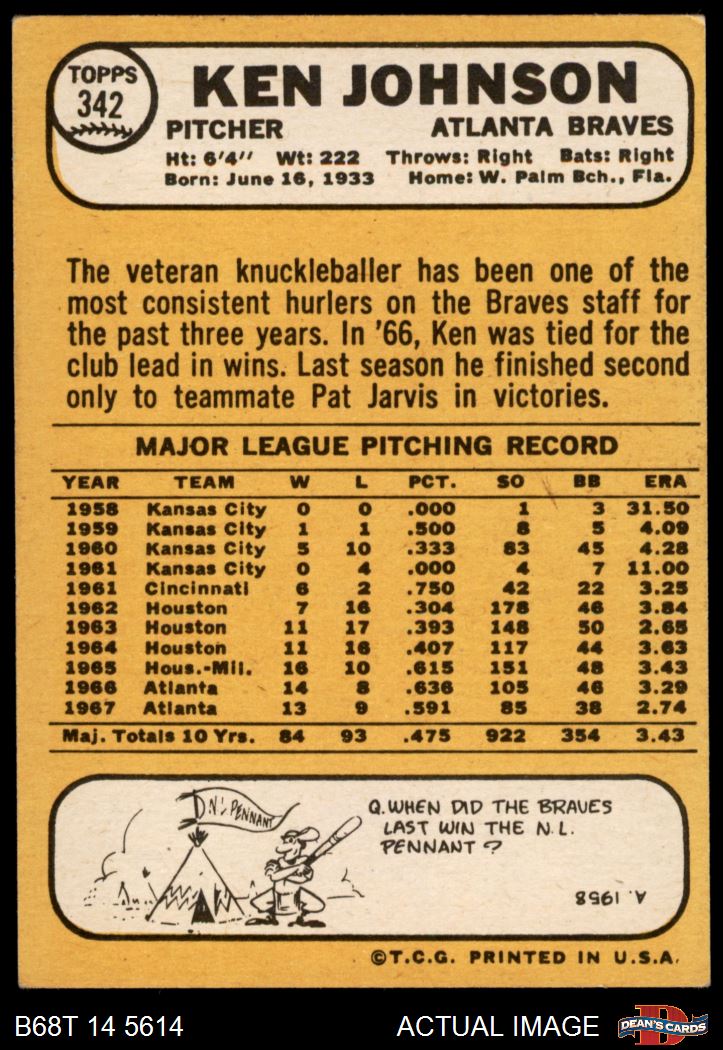 TOPPS
342
KEN JOHNSON
PITCHER ATLANTA BRAVES
Ht: 6'4" Wt: 222 Throws: Right Bats: Right
Born: June 16, 1933 Home: W. Palm Bch., Fla.
The veteran knuckleballer has been one of the
most consistent hurlers on the Braves staff for
the past three years. In '66, Ken was tied for the
club lead in wins. Last season he finished second
only to teammate Pat Jarvis in victories.
MAJOR LEAGUE PITCHING RECORD
YEAR TEAM W L PCT. SO BB ERA
1958 Kansas City 0 0 .000 1 3 31.50
1959 Kansas City 1 1 .500 8 5 4.09
1960 Kansas City 5 10 .333 83 45 4.28
1961 Kansas City 0 4 .000 4 7 11.00
1961 Cincinnati 6 2 .750 42 22 3.25
1962 Houston 7 16 .304 178 46 3.84
1963 Houston 11 17 .393 148 50 2.65
1964 Houston 11 16 .407 117 44 3.63
1965 Hous.-Mil. 16 10 .615 151 48 3.43
1966 Atlanta 14 8 .636 105 46 3.29
1967 Atlanta 13 9 .591 85 38 2.74
Maj. Totals 10 Yrs. 84 93 .475 922 354 3.43
N.L. PENNANT
Q. WHEN DID THE BRAVES
LAST WIN THE N.L.
PENNANT?
A. 1958
©T.C.G. PRINTED IN U.S.A.
B68T 14 5614 ACTUAL IMAGE DEAN'S CARDS